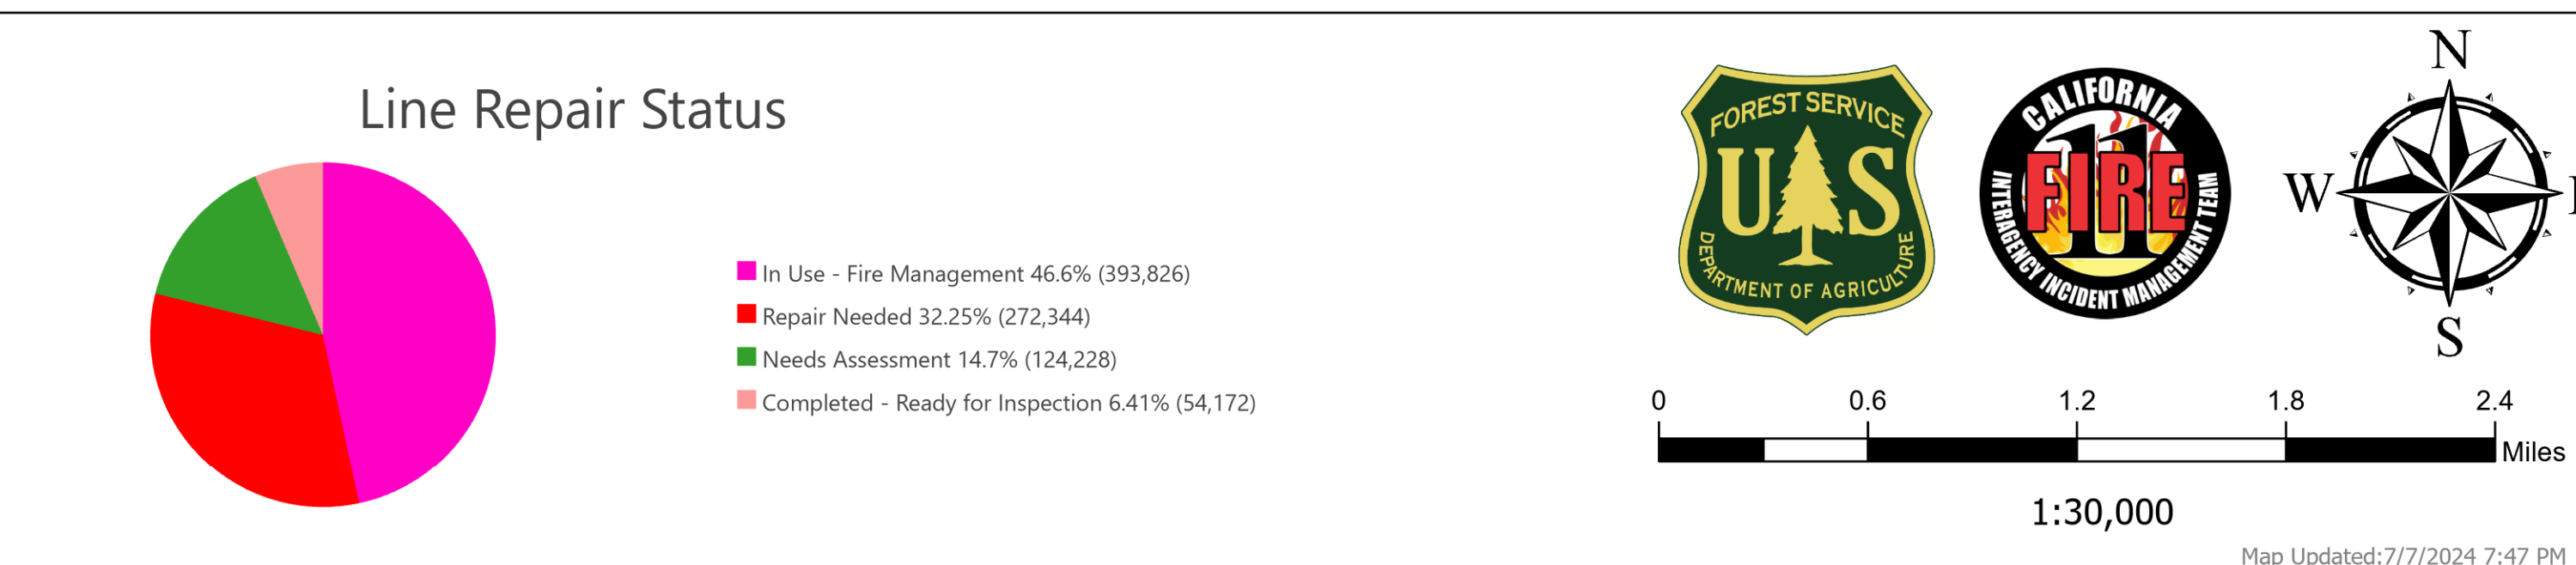 Line Repair Status
In Use - Fire Management 46.6% (393,826)
Repair Needed 32.25% (272,344)
Needs Assessment 14.7% (124,228)
Completed - Ready for Inspection 6.41% (54,172)
FOREST SERVICE
U S
DEPARTMENT OF AGRICULTURE
CALIFORNIA
11
FIRE
INTERAGENCY INCIDENT MANAGEMENT TEAM
N
W
S
0 0.6 1.2 1.8 2.4
Miles
1:30,000
Map Updated:7/7/2024 7:47 PM